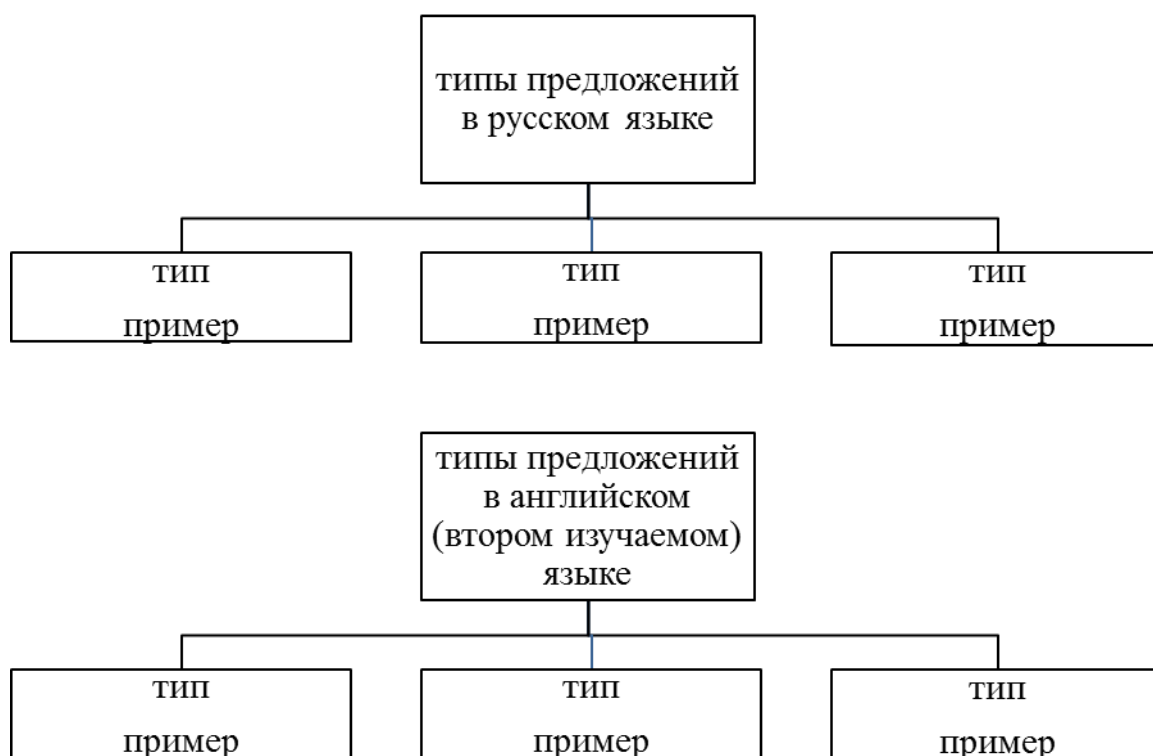 типы предложений
в русском языке
тип
пример
тип
пример
тип
пример
типы предложений
в английском
(втором изучаемом)
языке
тип
пример
тип
пример
тип
пример